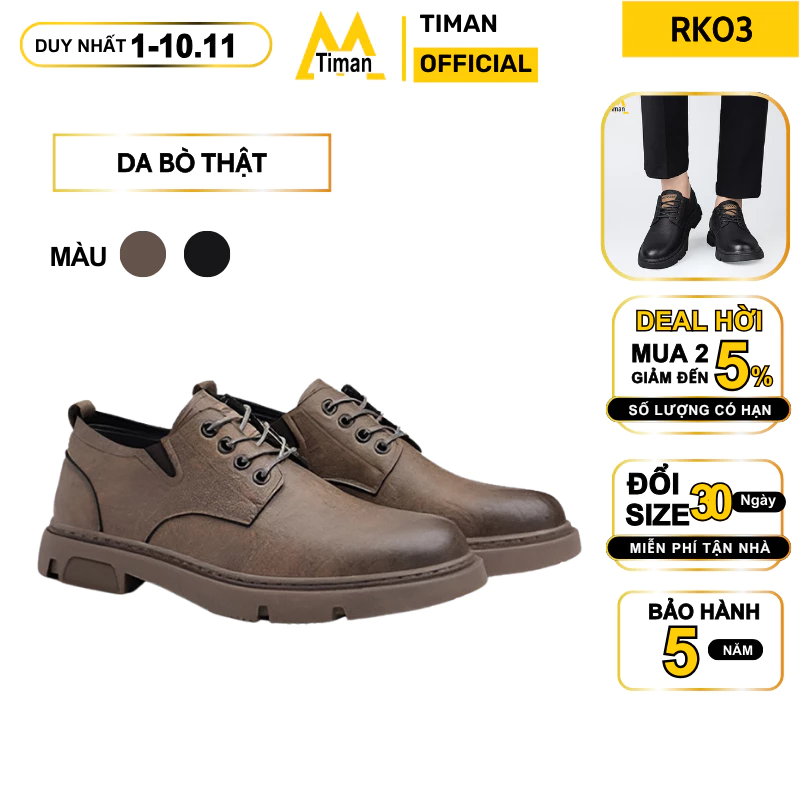 DUY NHẤT 1-10.11
Timan
TIMAN
OFFICIAL
RK03
Timan
DA BÒ THẬT
MÀU
DEAL HỜI
MUA 2
GIẢM ĐẾN 5%
SỐ LƯỢNG CÓ HẠN
ĐỔI
SIZE 30 Ngày
MIỄN PHÍ TẬN NHÀ
BẢO HÀNH
5 NĂM